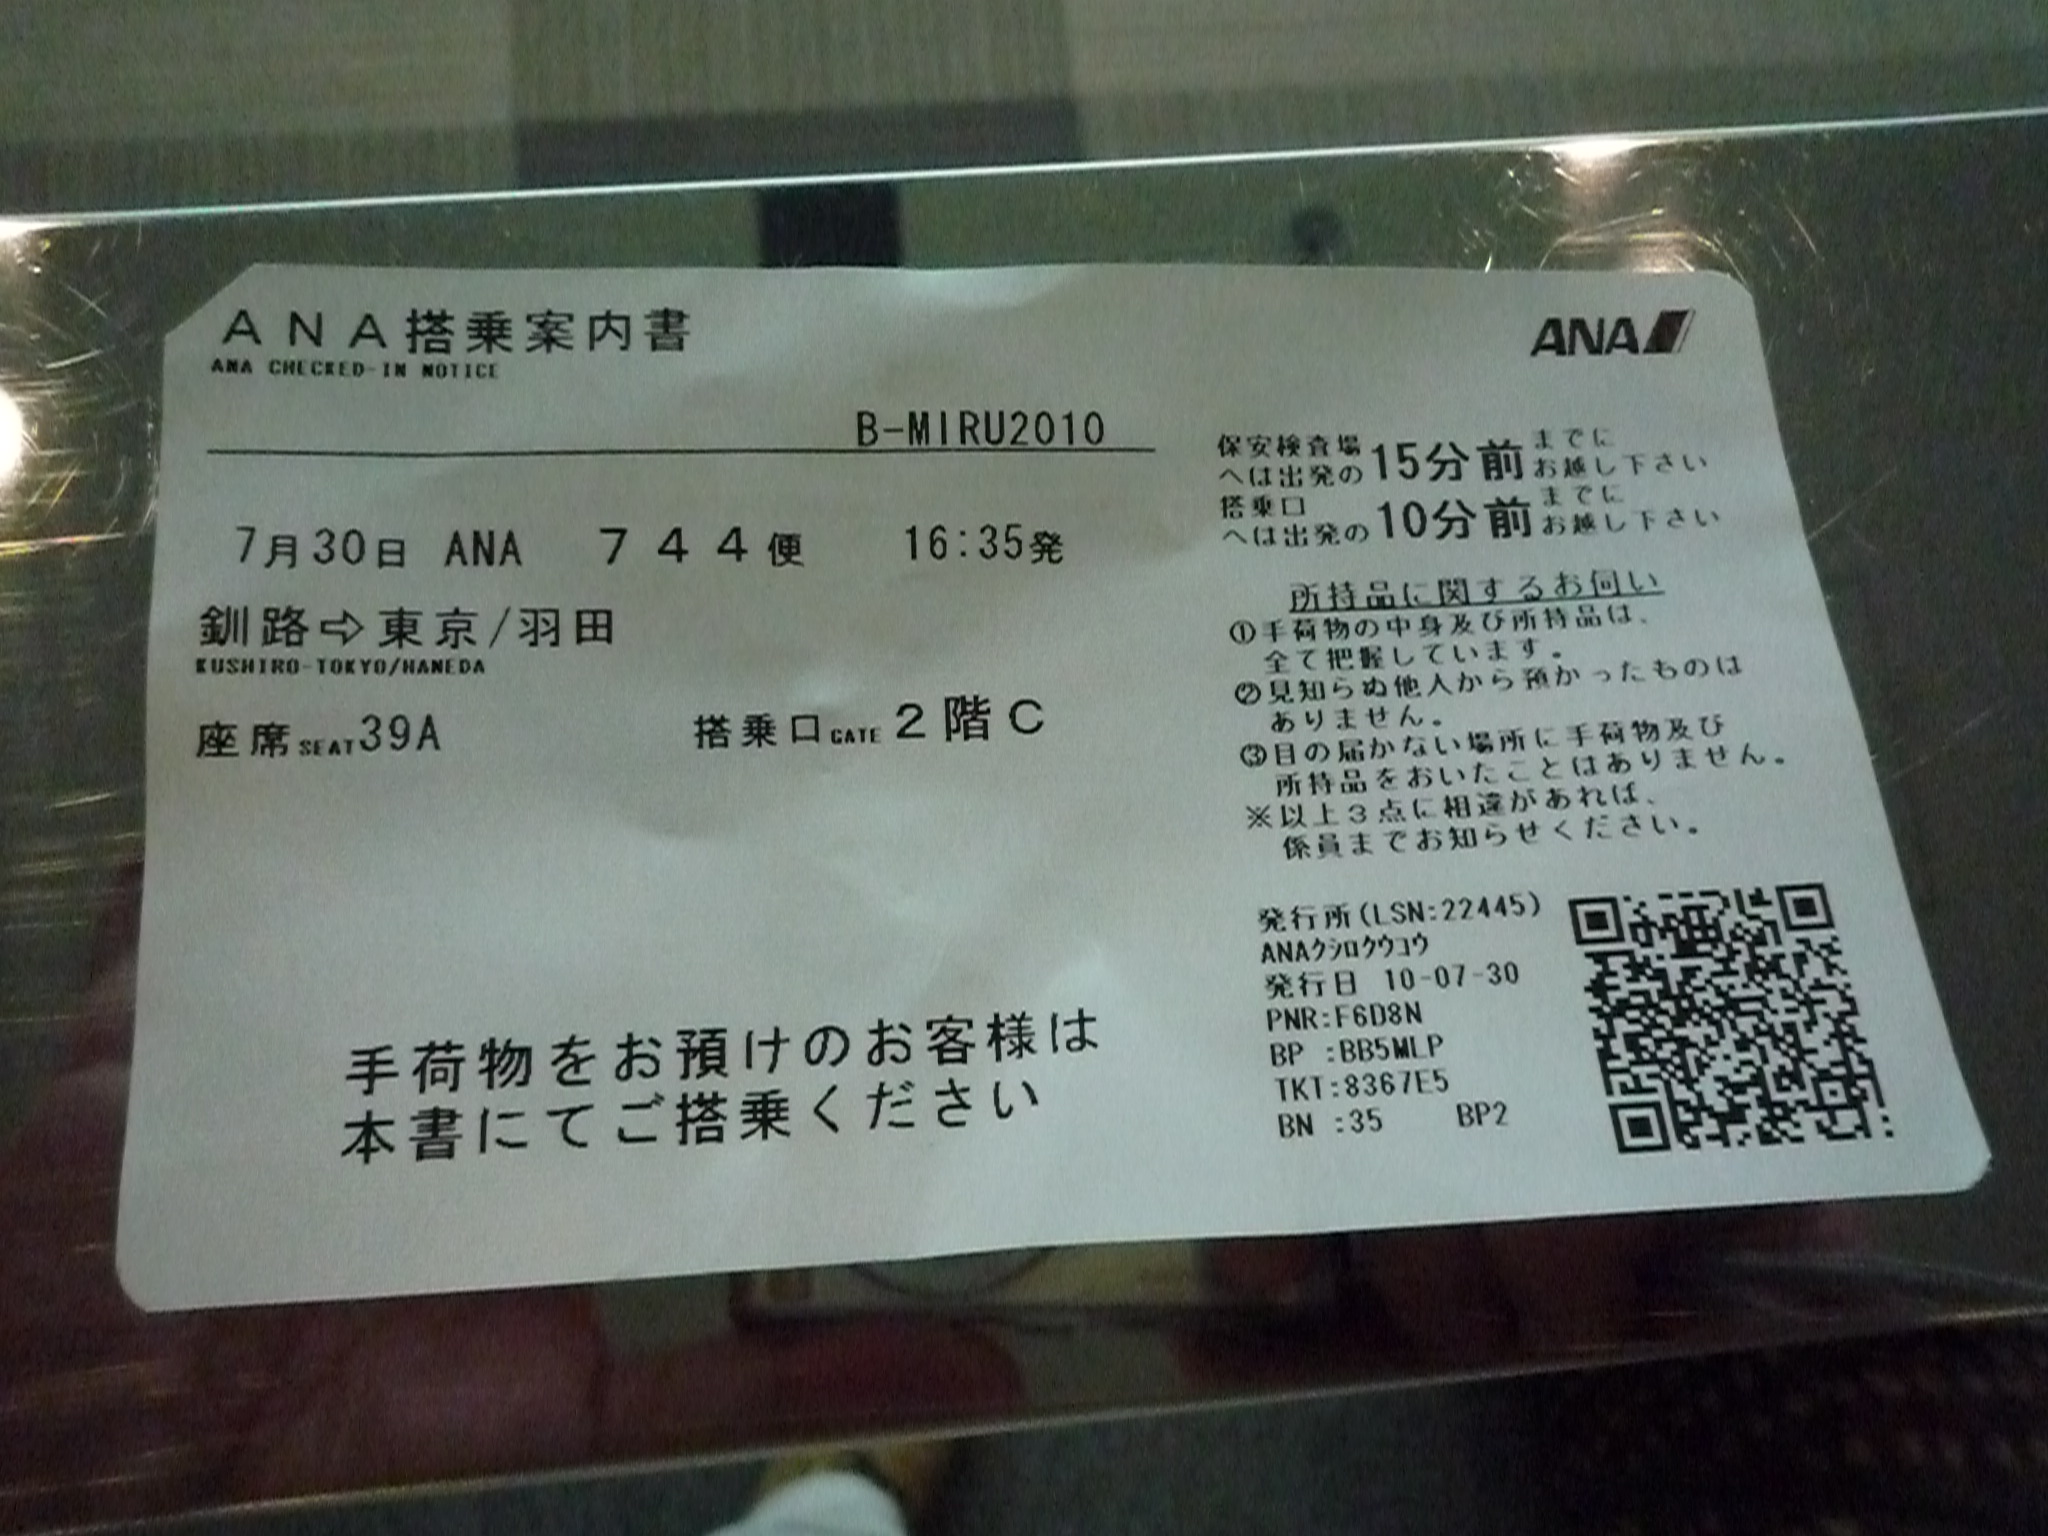 ANA搭乗案内書
ANA CHECKED-IN NOTICE
ANA
B-MIRU2010
7月30日 ANA 744便 16:35発
釧路⇨東京/羽田
KUSHIRO-TOKYO/HANEDA
座席SEAT39A 搭乗口GATE 2階C
手荷物をお預けのお客様は
本書にてご搭乗ください
保安検査場
へは出発の 15分前 までに
お越し下さい
搭乗口
へは出発の 10分前 までに
お越し下さい
所持品に関するお伺い
①手荷物の中身及び所持品は、
全て把握しています。
②見知らぬ他人から預かったものは
ありません。
③目の届かない場所に手荷物及び
所持品をおいたことはありません。
※以上3点に相違があれば、
係員までお知らせください。
発行所(LSN:22445)
ANAクシロクウコウ
発行日 10-07-30
PNR:F6D8N
BP :BB5MLP
TKT:8367E5
BN :35 BP2